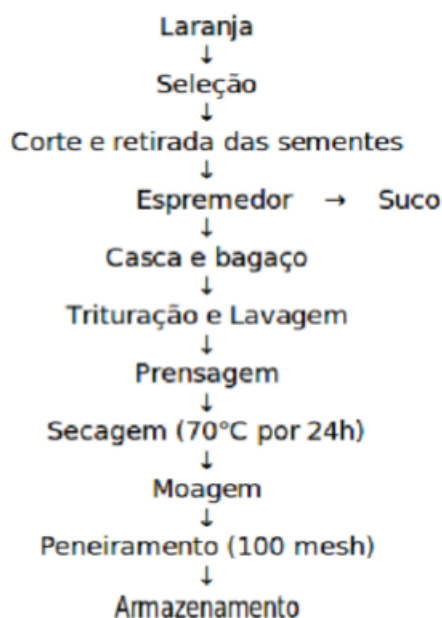 Laranja
↓
Seleção
↓
Corte e retirada das sementes
↓
Espremedor → Suco
↓
Casca e bagaço
↓
Trituração e Lavagem
↓
Prensagem
↓
Secagem (70°C por 24h)
↓
Moagem
↓
Peneiramento (100 mesh)
↓
Armazenamento